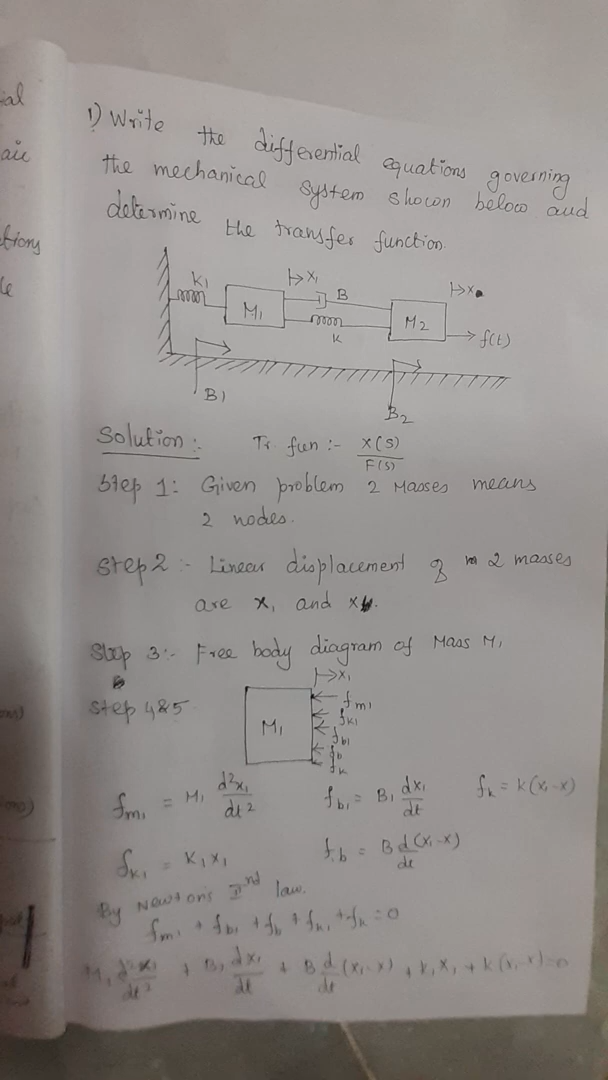 1) Write the differential equations governing
the mechanical system shown below and
determine the transfer function.
K1 M1 x1 B K M2 x f(t)
B1 B2
Solution :- Tr. fun :- X(S)/F(S)
Step 1: Given problem 2 Masses means
2 nodes.
Step 2 :- Linear displacement of 2 masses
are x1 and x.
Step 3 :- Free body diagram of Mass M1
Step 4&5
M1 x1 fm1 fk1 fb1 fb fk
fm1 = M1 d²x1/dt² fb1 = B1 dx1/dt fk = K(x1-x)
fk1 = K1x1 fb = B d/dt (x1-x)
By Newton's IInd law.
fm1 + fb1 + fb + fk1 + fk = 0
M1 d²x1/dt² + B1 dx1/dt + B d/dt (x1-x) + K1x1 + K(x1-x) = 0